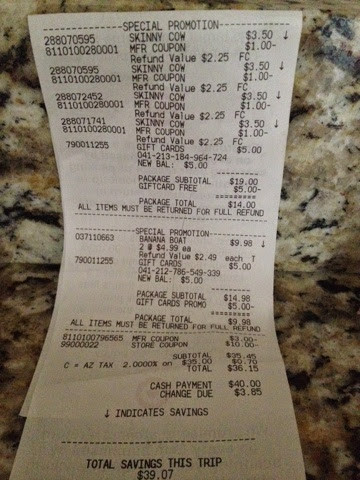 ----------SPECIAL PROMOTION----------
288070595 SKINNY COW $3.50 ↓
8110100280001 MFR COUPON $1.00-
Refund Value $2.25 FC
288070595 SKINNY COW $3.50 ↓
8110100280001 MFR COUPON $1.00-
Refund Value $2.25 FC
288072452 SKINNY COW $3.50 ↓
8110100280001 MFR COUPON $1.00-
Refund Value $2.25 FC
288071741 SKINNY COW $3.50 ↓
8110100280001 MFR COUPON $1.00-
Refund Value $2.25 FC
790011255 GIFT CARDS $5.00
041-213-184-964-724
NEW BAL: $5.00
PACKAGE SUBTOTAL $19.00
GIFTCARD FREE $5.00-
=========
PACKAGE TOTAL $14.00
ALL ITEMS MUST BE RETURNED FOR FULL REFUND
----------SPECIAL PROMOTION----------
037110663 BANANA BOAT $9.98 ↓
2 @ $4.99 ea
Refund Value $2.49 each T
790011255 GIFT CARDS $5.00
041-212-786-549-339
NEW BAL: $5.00
PACKAGE SUBTOTAL $14.98
GIFT CARDS PROMO $5.00-
=========
PACKAGE TOTAL $9.98
ALL ITEMS MUST BE RETURNED FOR FULL REFUND
8110100796565 MFR COUPON $3.00-
99000022 STORE COUPON $10.00-
SUBTOTAL $35.45
C = AZ TAX 2.0000% on $35.00 $0.70
TOTAL $36.15
CASH PAYMENT $40.00
CHANGE DUE $3.85
↓ INDICATES SAVINGS
TOTAL SAVINGS THIS TRIP
$39.07